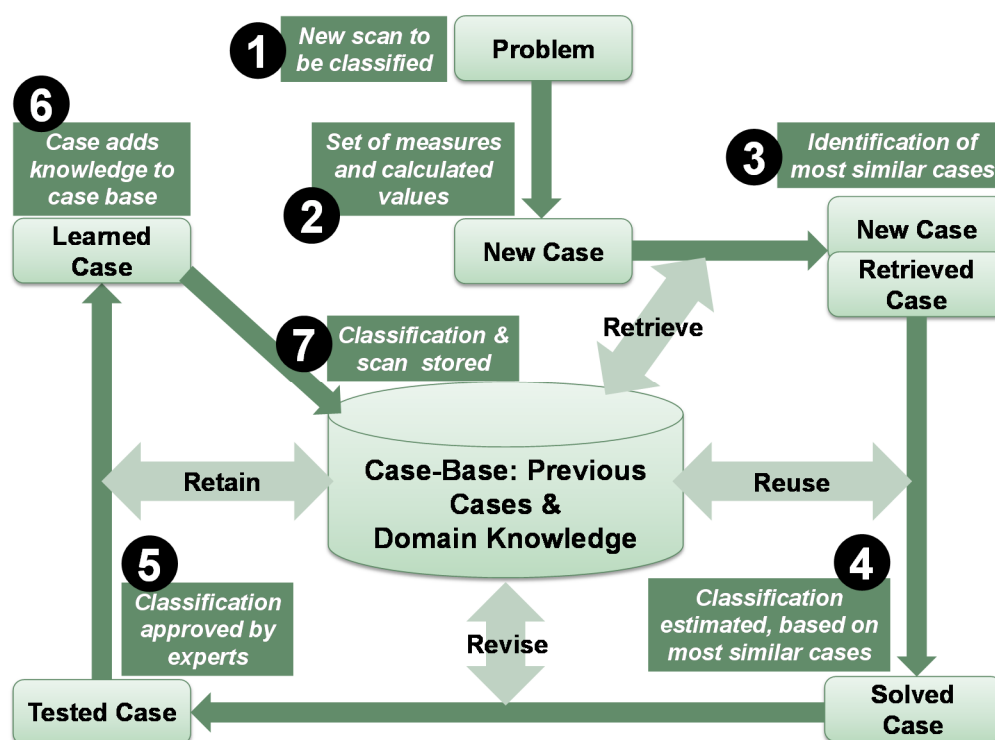 1
New scan to
be classified
Problem
6
Case adds
knowledge to
case base
Set of measures
and calculated
values
2
3
Identification of
most similar cases
Learned
Case
New Case
New Case
Retrieved
Case
Retrieve
7
Classification &
scan stored
Retain
Case-Base: Previous
Cases &
Domain Knowledge
Reuse
5
Classification
approved by
experts
4
Classification
estimated, based on
most similar cases
Revise
Tested Case
Solved
Case